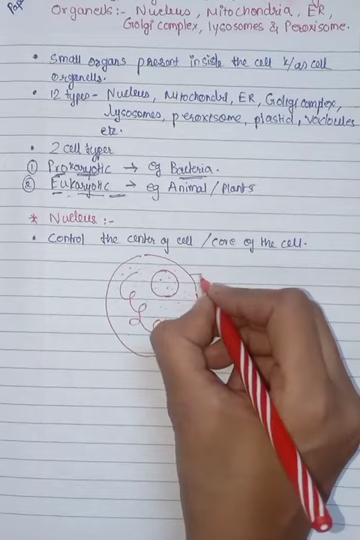 Organells:- Nucleus, Mitochondria, ER,
Golgi complex, lysosomes & Peroxisome.
• Small organs present inside the cell k/as cell
organells.
• 12 types- Nucleus, Mitochondri, ER, Golgi complex,
lysosomes, peroxisome, plastid, vacloules
etc.
• 2 cell types
① Prokaryotic → eg Bacteria.
② Eukaryotic → eg Animal / Plants
* Nucleus:-
• Control the center of cell / core of the cell.